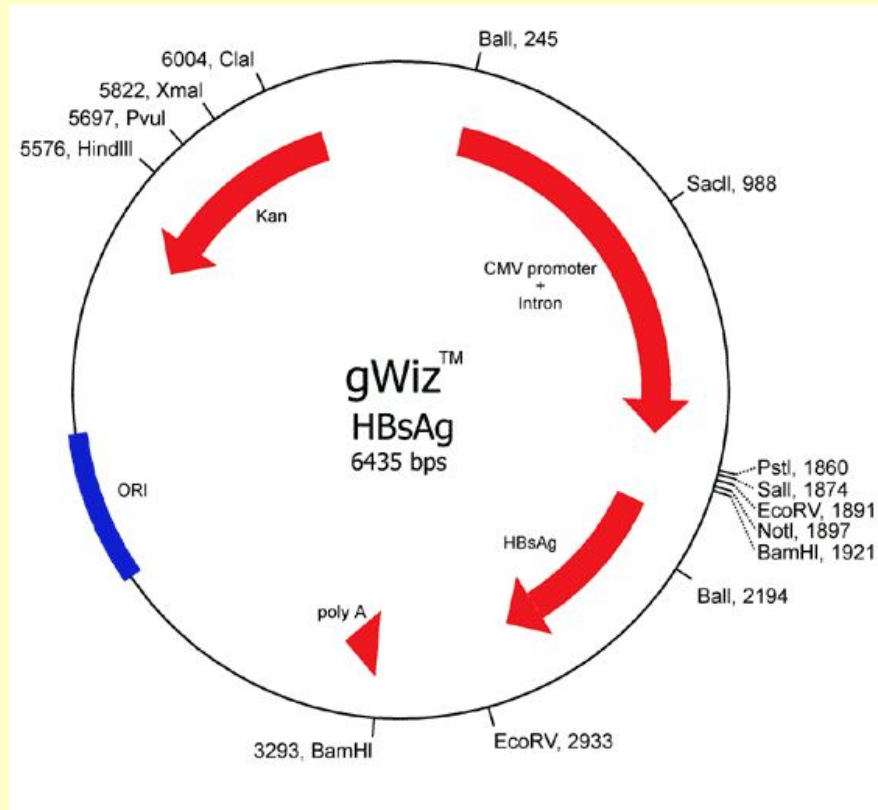 6004, ClaI
5822, XmaI
5697, PvuI
5576, HindIII
BalI, 245
SacII, 988
Kan
CMV promoter
+
Intron
gWiz™
HBsAg
6435 bps
PstI, 1860
SalI, 1874
EcoRV, 1891
NotI, 1897
BamHI, 1921
BalI, 2194
ORI
HBsAg
poly A
3293, BamHI
EcoRV, 2933